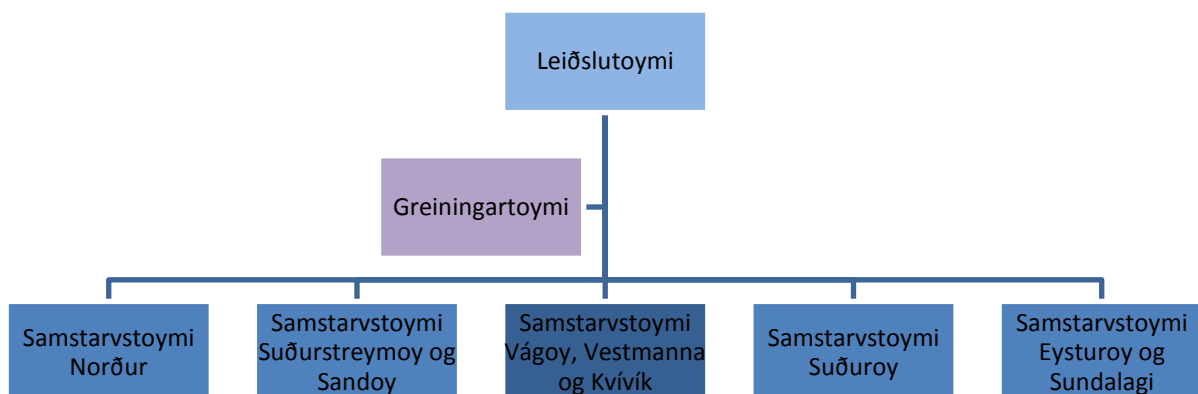 Leiðslutoymi
Greiningartoymi
Samstarvstoymi
Norður
Samstarvstoymi
Suðurstreymoy og
Sandoy
Samstarvstoymi
Vágoy, Vestmanna
og Kvívík
Samstarvstoymi
Suðuroy
Samstarvstoymi
Eysturoy og
Sundalagi